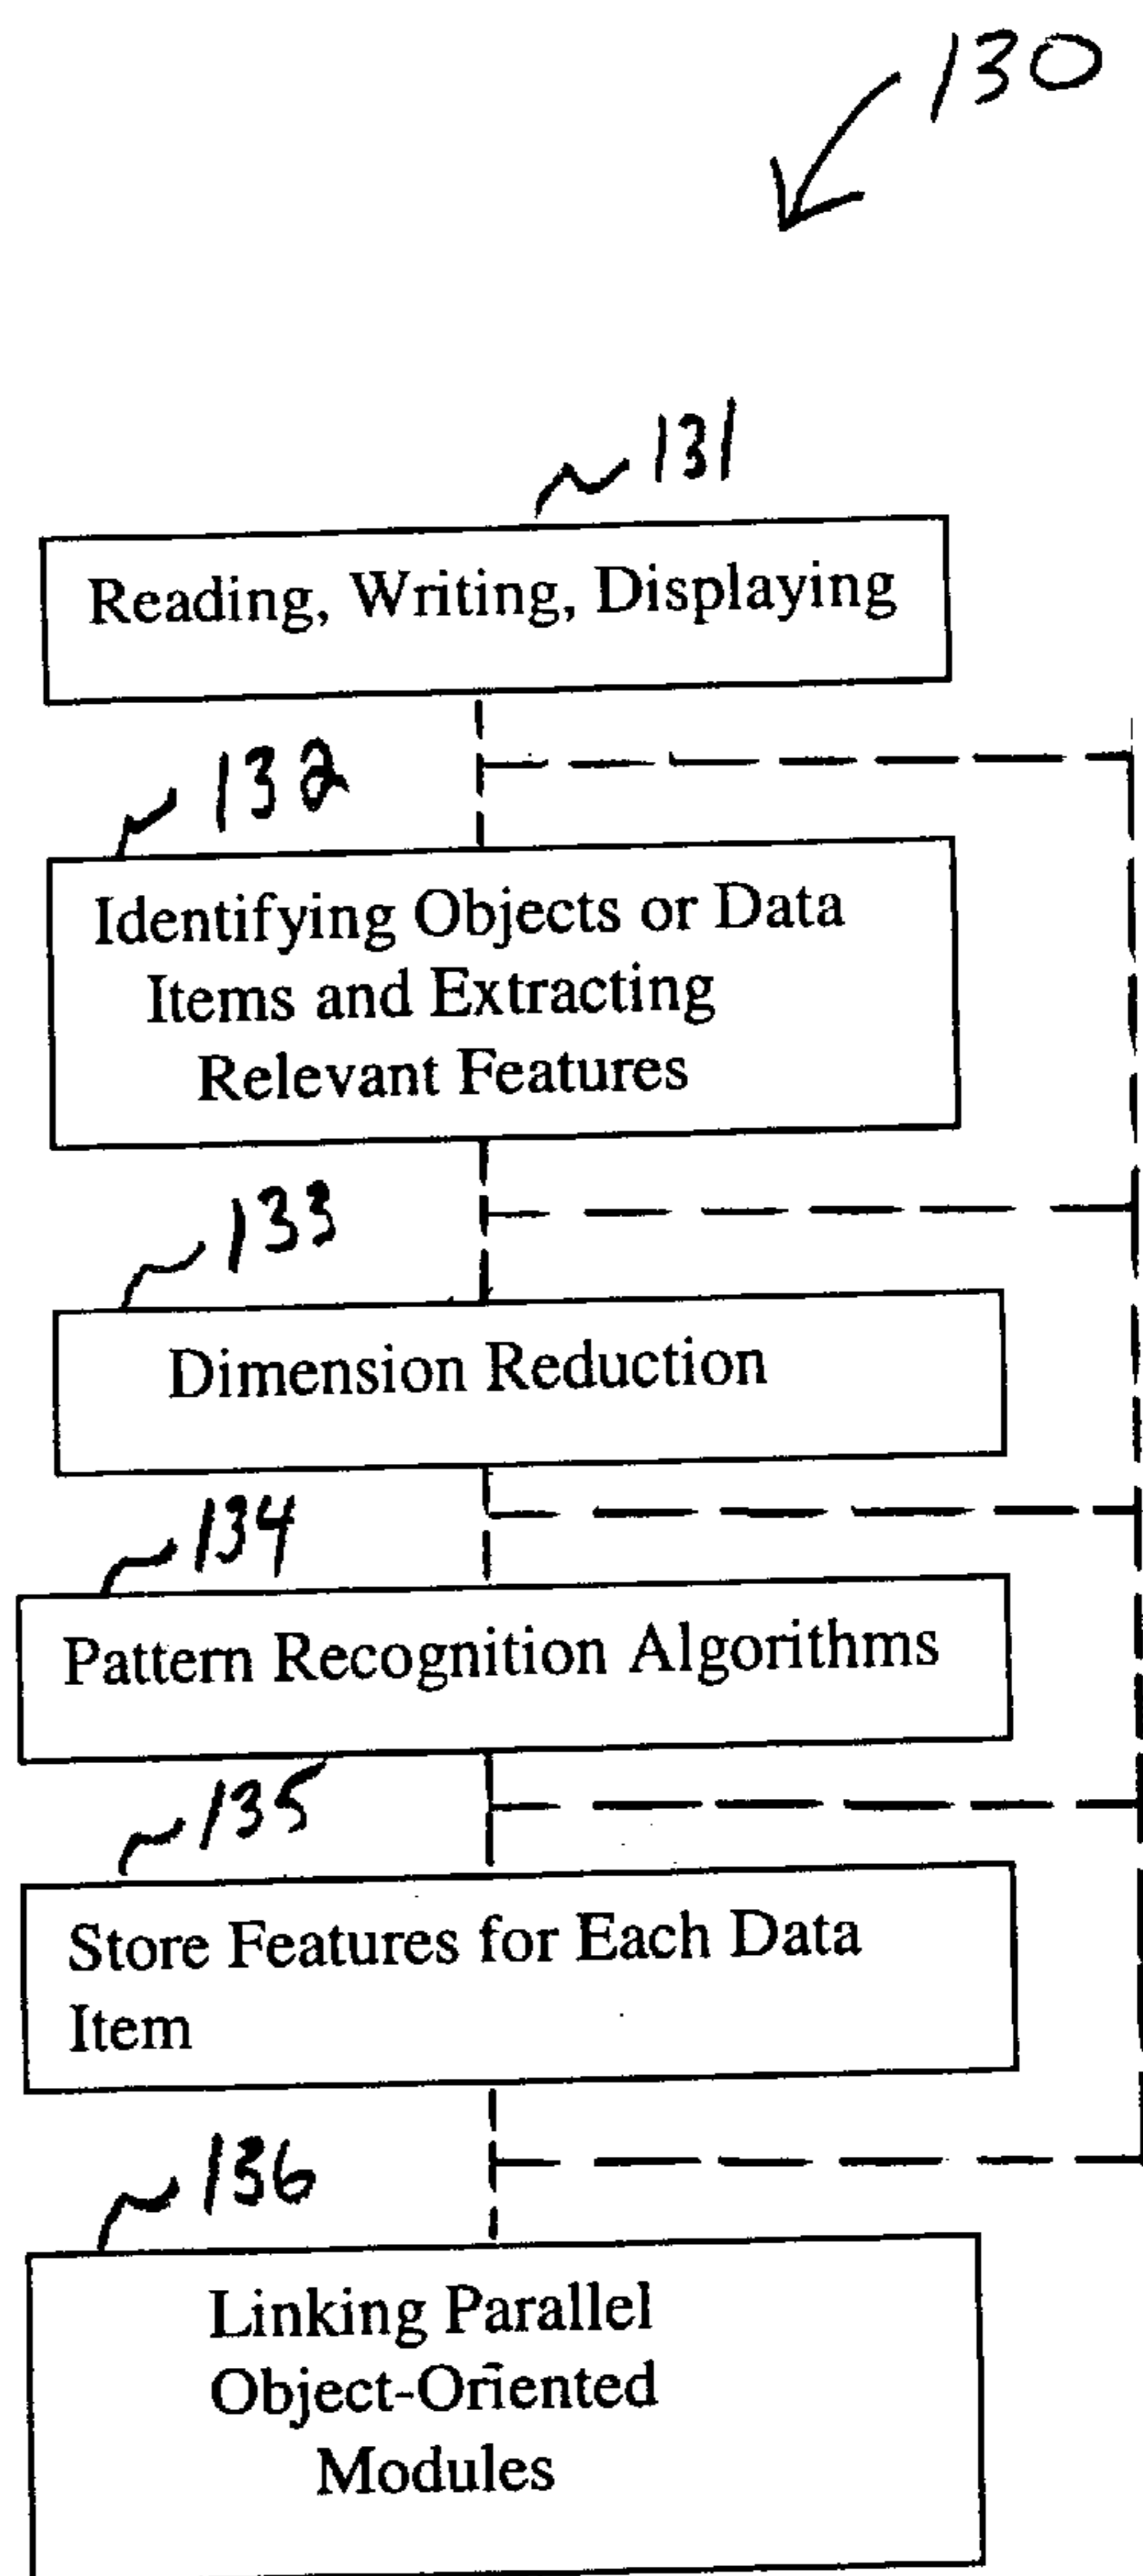 130
131
Reading, Writing, Displaying
132
Identifying Objects or Data
Items and Extracting
Relevant Features
133
Dimension Reduction
134
Pattern Recognition Algorithms
135
Store Features for Each Data
Item
136
Linking Parallel
Object-Oriented
Modules